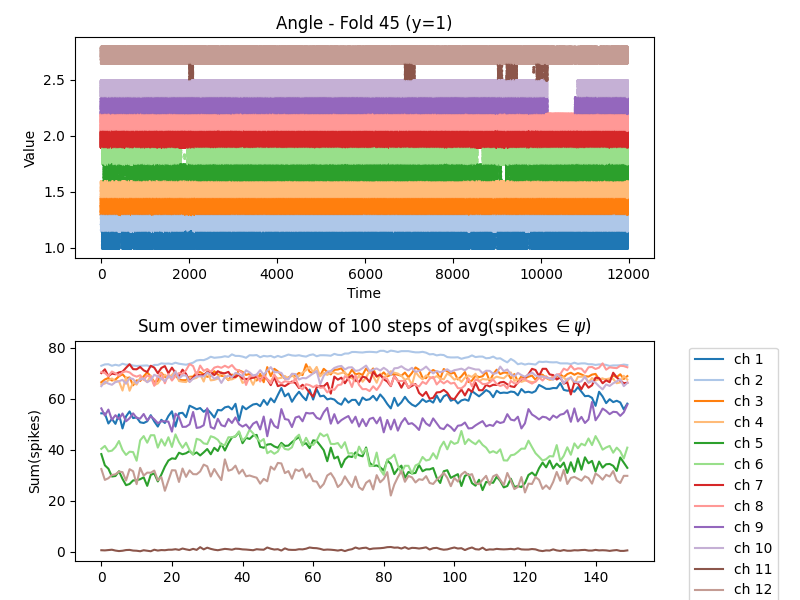 Angle - Fold 45 (y=1)
2.5
2.0
1.5
1.0
Value
0 2000 4000 6000 8000 10000 12000
Time
Sum over timewindow of 100 steps of avg(spikes ∈ ψ)
80
60
40
20
0
Sum(spikes)
0 20 40 60 80 100 120 140
ch 1
ch 2
ch 3
ch 4
ch 5
ch 6
ch 7
ch 8
ch 9
ch 10
ch 11
ch 12